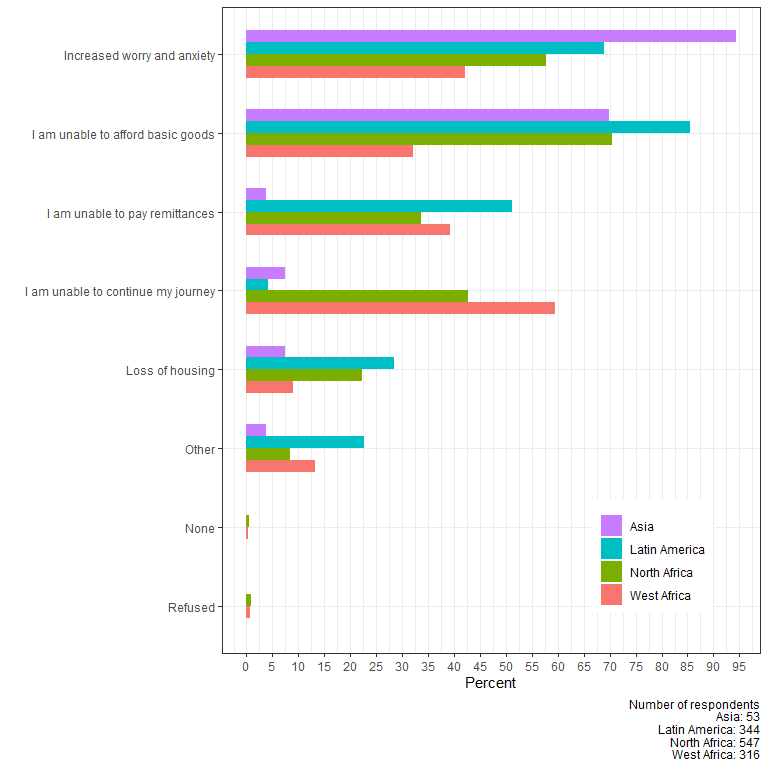 Increased worry and anxiety
I am unable to afford basic goods
I am unable to pay remittances
I am unable to continue my journey
Loss of housing
Other
None
Refused
Asia
Latin America
North Africa
West Africa
0 5 10 15 20 25 30 35 40 45 50 55 60 65 70 75 80 85 90 95
Percent
Number of respondents
Asia: 53
Latin America: 344
North Africa: 547
West Africa: 316